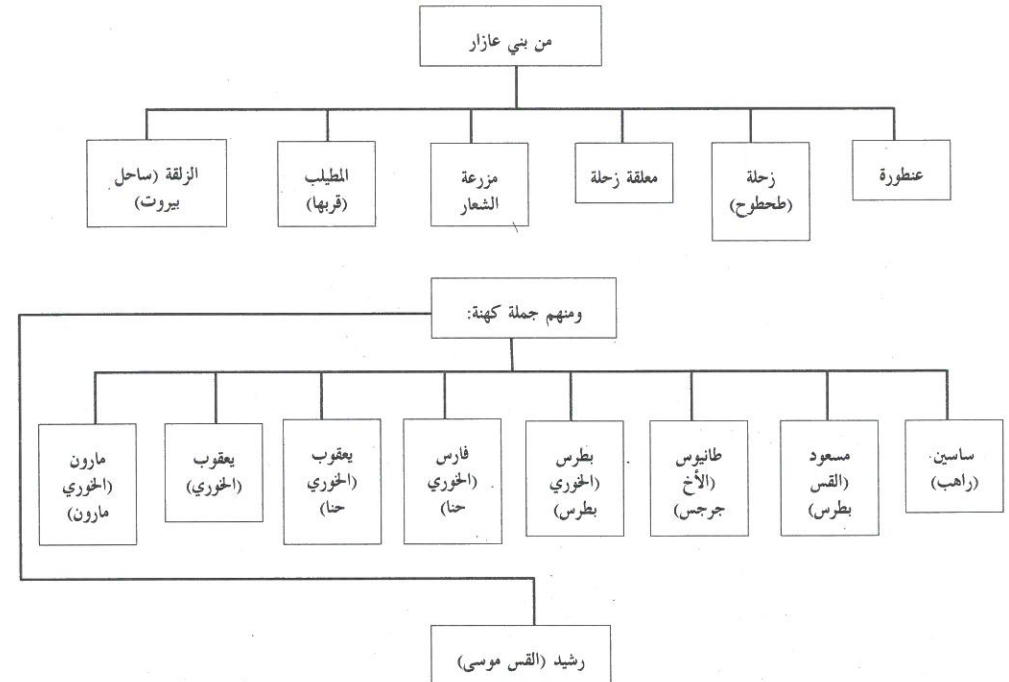 من بني عازار
عنطورة
زحلة
(طحطوح)
معلقة زحلة
مزرعة
الشعار
المطيلب
(قربها)
الزلقة (ساحل
بيروت)
ومنهم جملة كهنة:
ساسين
(راهب)
مسعود
(القس
بطرس)
طانيوس
(الأخ
جرجس)
بطرس
(الخوري
بطرس)
فارس
(الخوري
حنا)
يعقوب
(الخوري
حنا)
يعقوب
(الخوري)
مارون
(الخوري
مارون)
رشيد (القس موسى)